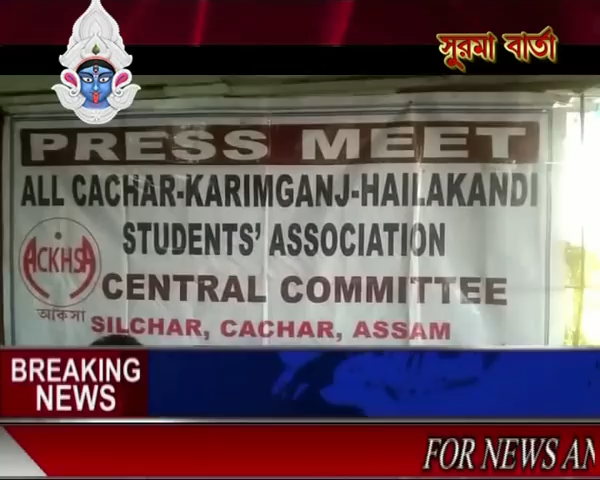 সুরমা বার্তা
PRESS MEET
ALL CACHAR-KARIMGANJ-HAILAKANDI
STUDENTS' ASSOCIATION
ACKHSA
CENTRAL COMMITTEE
আকসা
SILCHAR, CACHAR, ASSAM
BREAKING
NEWS
FOR NEWS AN